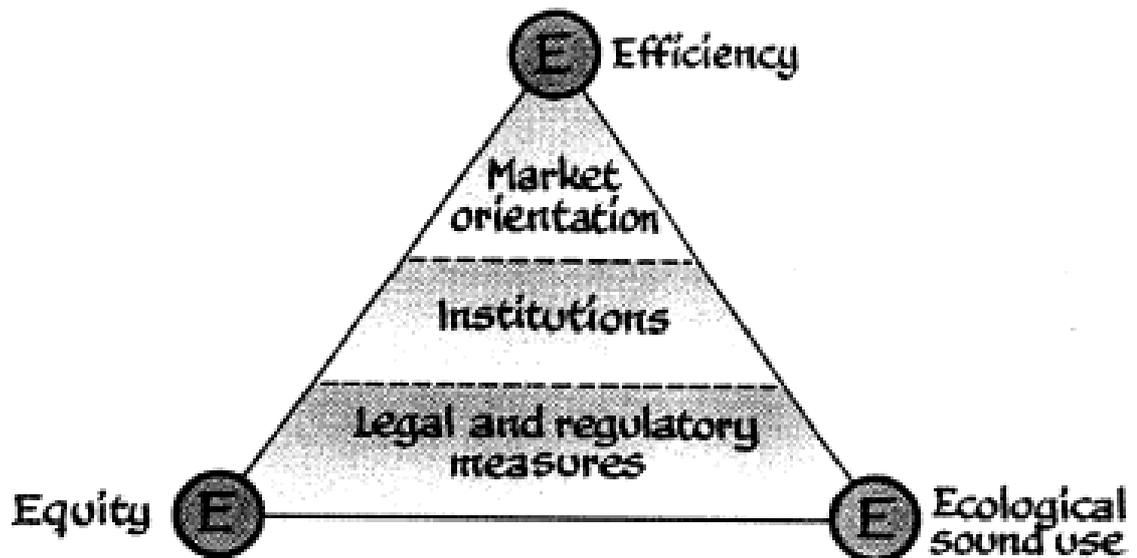 E Efficiency
Market
orientation
Institutions
Legal and regulatory
measures
Equity E
E Ecological
sound use